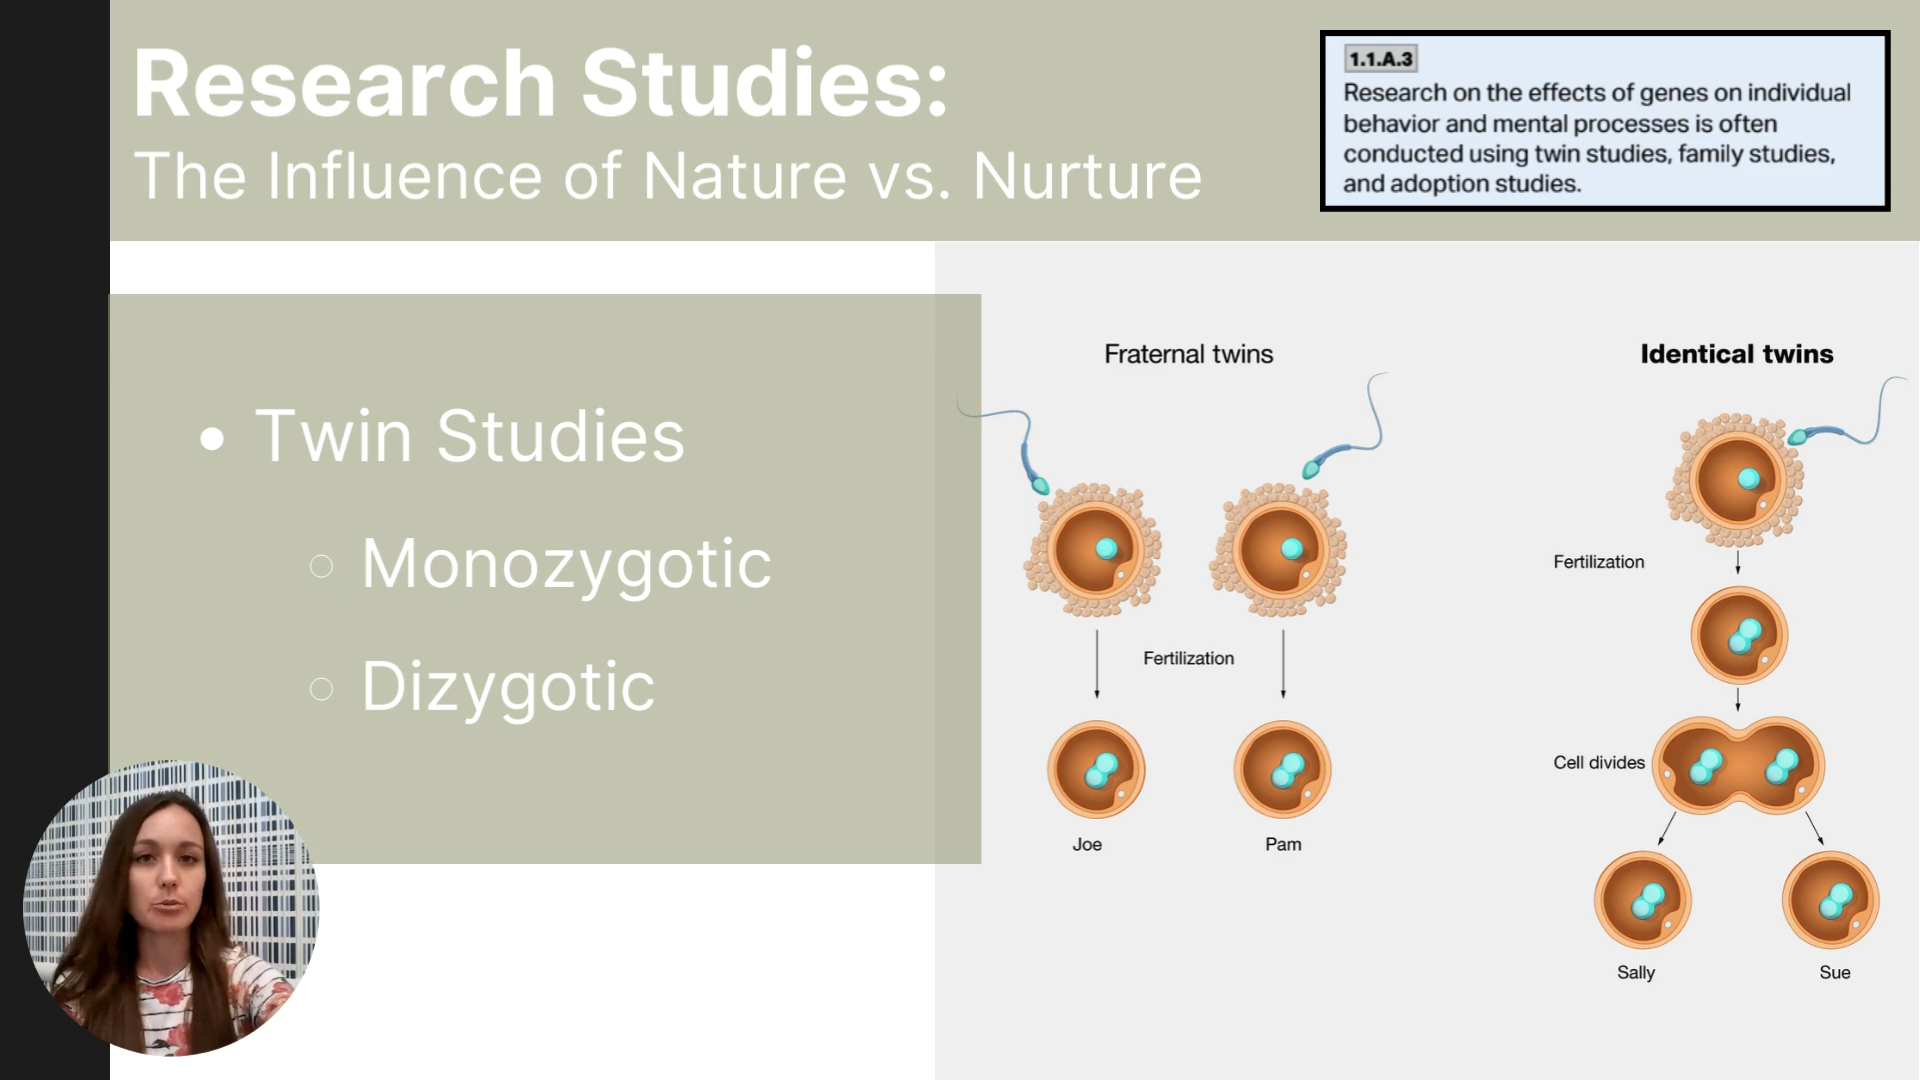 Research Studies:
The Influence of Nature vs. Nurture
1.1.A.3
Research on the effects of genes on individual
behavior and mental processes is often
conducted using twin studies, family studies,
and adoption studies.
• Twin Studies
○ Monozygotic
○ Dizygotic
Fraternal twins
Fertilization
Joe
Pam
Identical twins
Fertilization
Cell divides
Sally
Sue